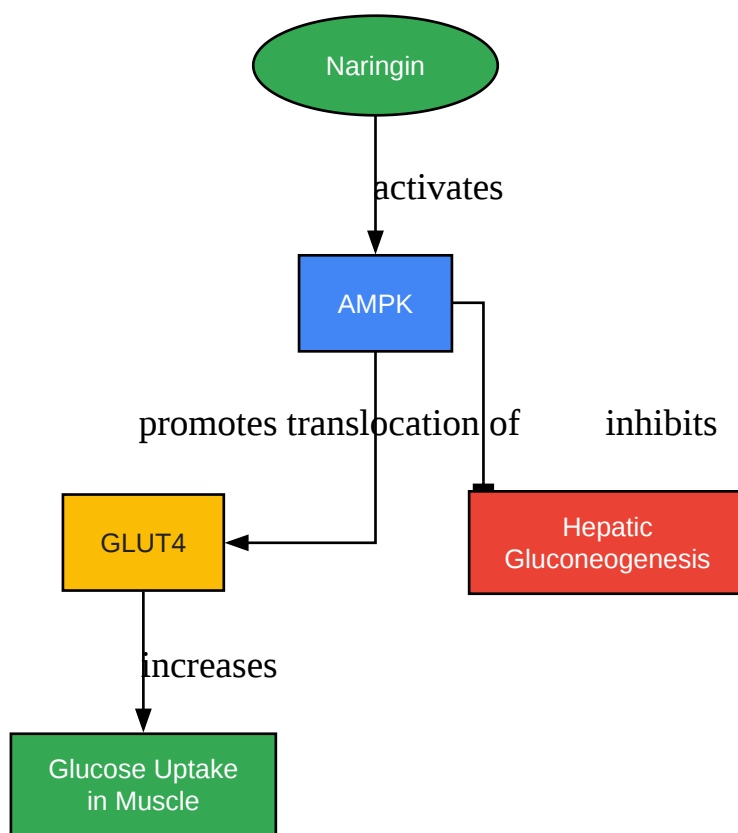 Naringin
activates
AMPK
promotes translocation of
inhibits
GLUT4
Hepatic
Gluconeogenesis
increases
Glucose Uptake
in Muscle